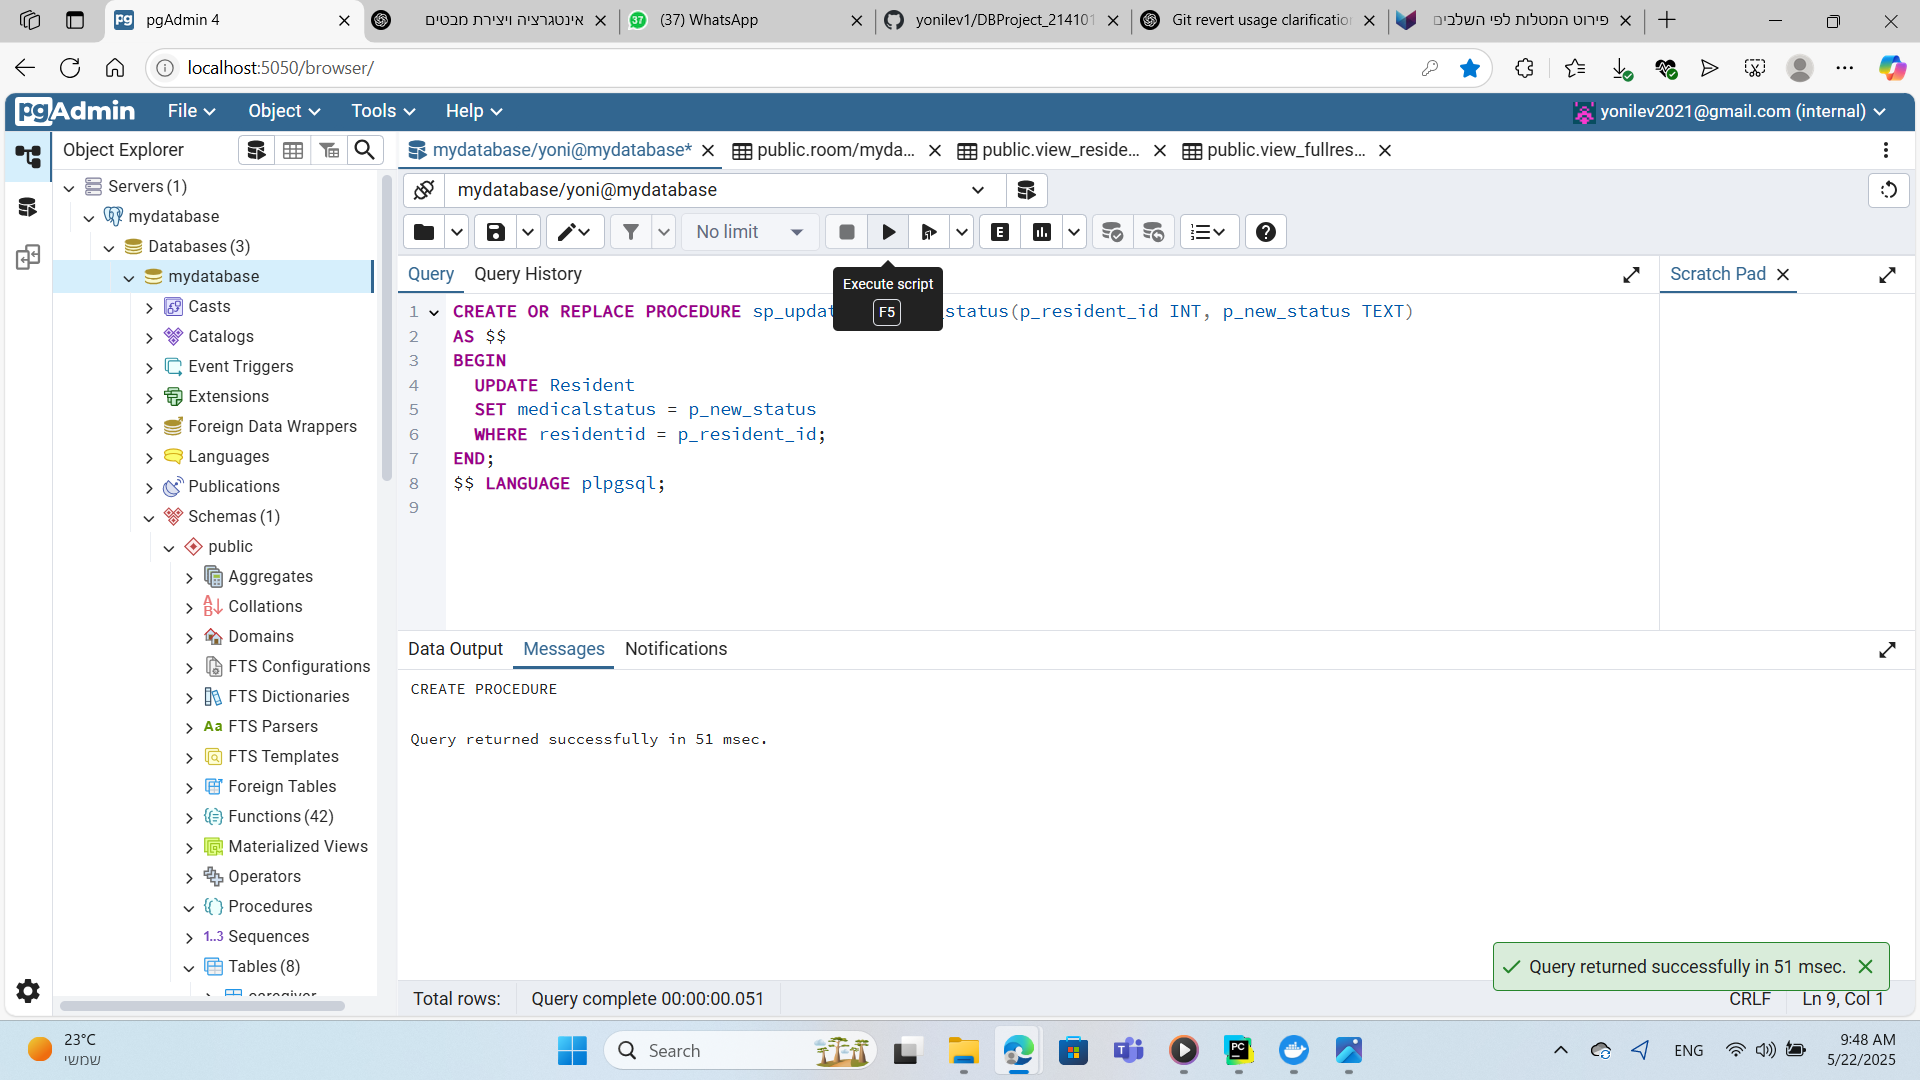 pgAdmin 4
אינטגרציה ויצירת מבטים
(37) WhatsApp
yonilev1/DBProject_214101
Git revert usage clarification
פירוט המטלות לפי השלבים
localhost:5050/browser/
pgAdmin
File
Object
Tools
Help
yonilev2021@gmail.com (internal)
Object Explorer
mydatabase/yoni@mydatabase*
public.room/myda...
public.view_reside...
public.view_fullres...
Servers (1)
mydatabase
Databases (3)
mydatabase
Casts
Catalogs
Event Triggers
Extensions
Foreign Data Wrappers
Languages
Publications
Schemas (1)
public
Aggregates
Collations
Domains
FTS Configurations
FTS Dictionaries
Aa FTS Parsers
FTS Templates
Foreign Tables
Functions (42)
Materialized Views
Operators
Procedures
1..3 Sequences
Tables (8)
caregiver
mydatabase/yoni@mydatabase
No limit
E
Query
Query History
Scratch Pad
Execute script
F5
1 CREATE OR REPLACE PROCEDURE sp_updat _status(p_resident_id INT, p_new_status TEXT)
2 AS $$
3 BEGIN
4 UPDATE Resident
5 SET medicalstatus = p_new_status
6 WHERE residentid = p_resident_id;
7 END;
8 $$ LANGUAGE plpgsql;
9
Data Output
Messages
Notifications
CREATE PROCEDURE
Query returned successfully in 51 msec.
Query returned successfully in 51 msec.
Total rows:
Query complete 00:00:00.051
CRLF
Ln 9, Col 1
23°C
שמשי
Search
ENG
9:48 AM
5/22/2025